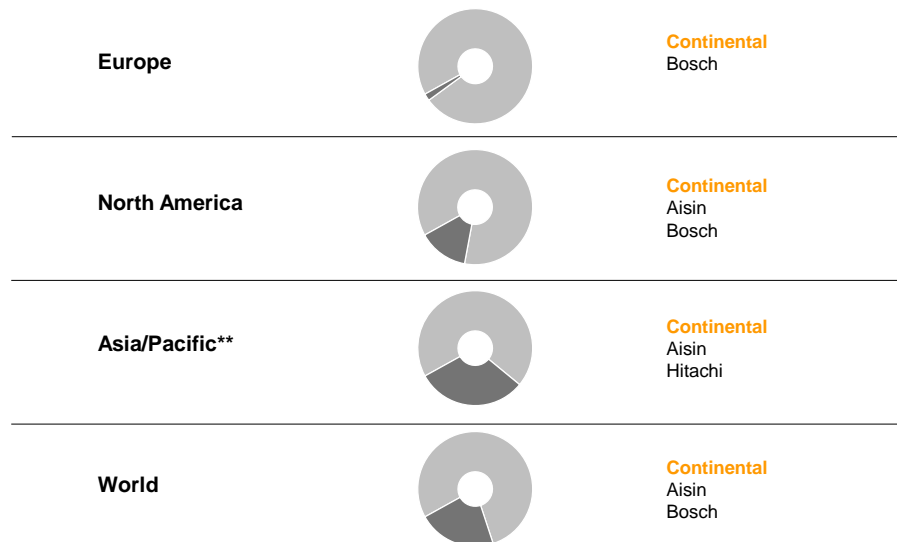 Europe
Continental
Bosch
North America
Continental
Aisin
Bosch
Asia/Pacific**
Continental
Aisin
Hitachi
World
Continental
Aisin
Bosch